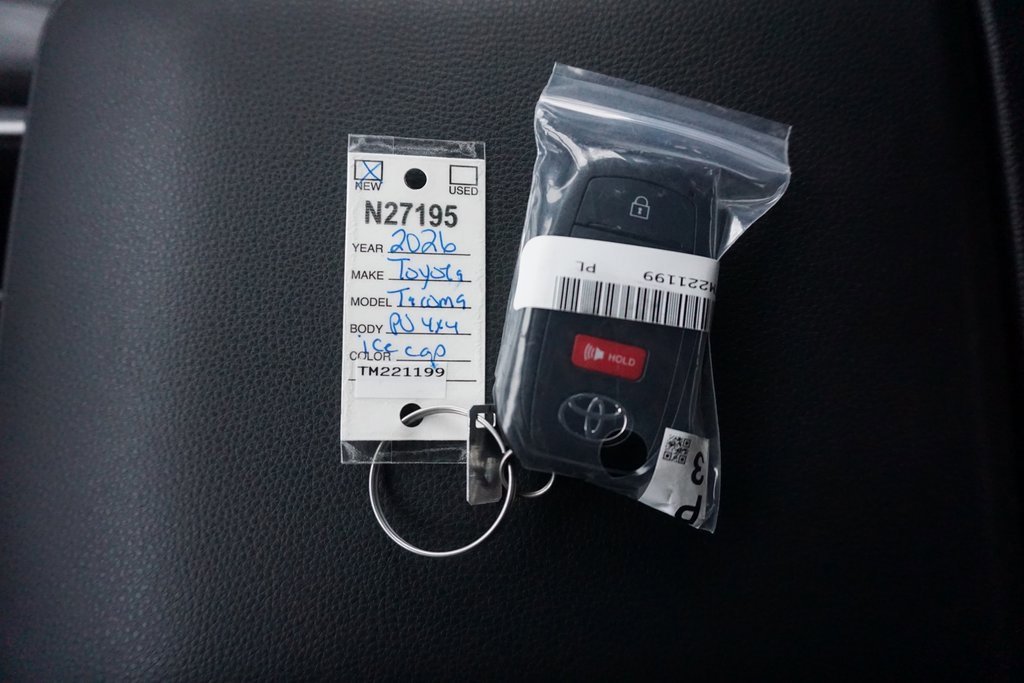 NEW USED
N27195
YEAR 2026
MAKE Toyota
MODEL Tacoma
BODY PU 4x4
COLOR ice cap
TM221199
M221199 PL
HOLD
3
P